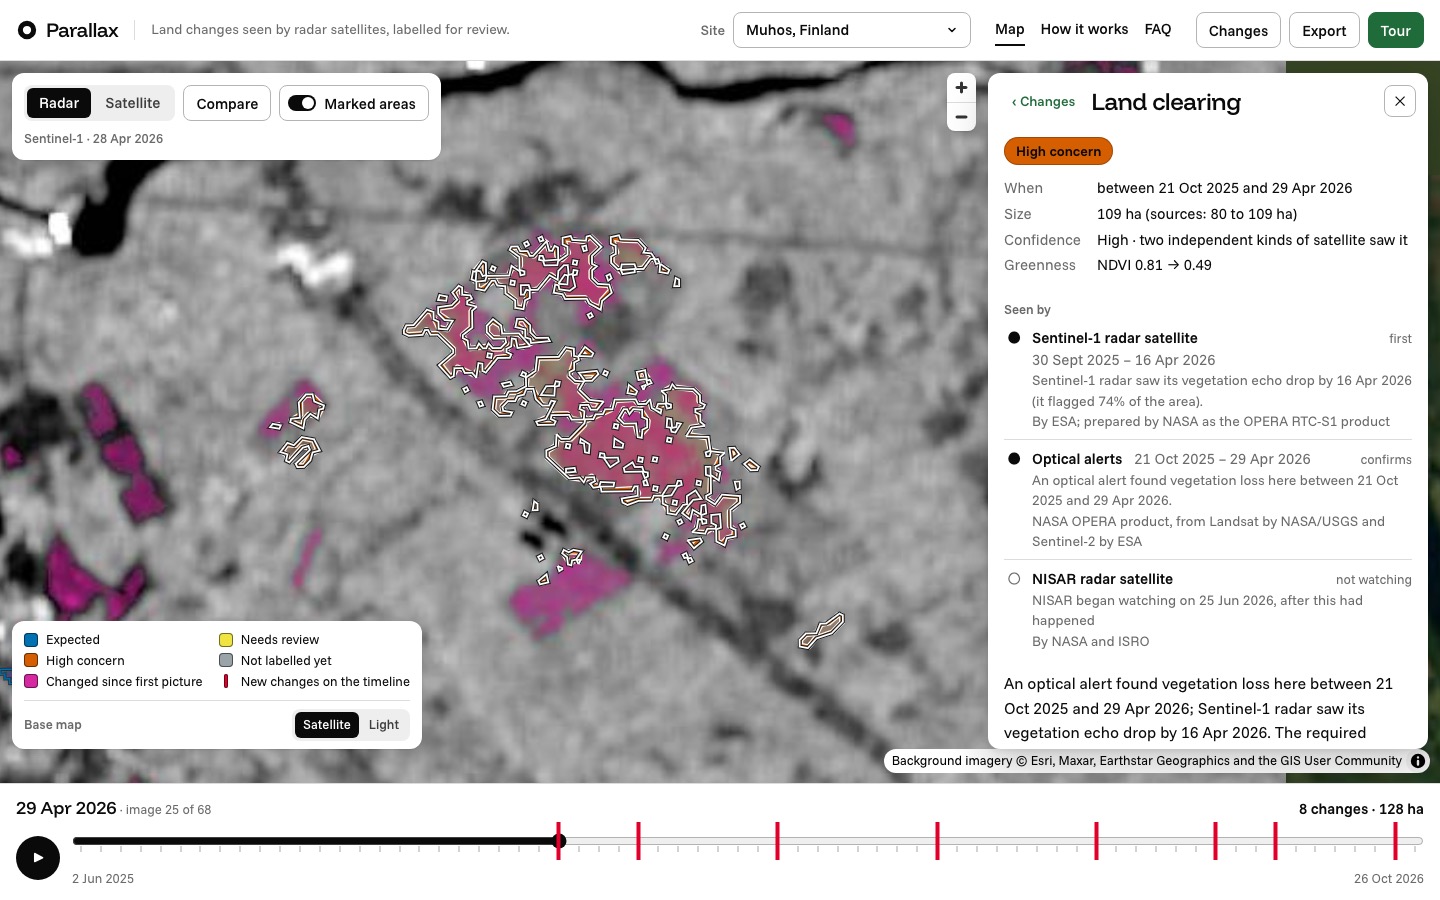 Parallax
Land changes seen by radar satellites, labelled for review.
Site
Muhos, Finland
Map
How it works
FAQ
Changes
Export
Tour
Radar
Satellite
Compare
Marked areas
Sentinel-1 · 28 Apr 2026
+
−
‹ Changes
Land clearing
High concern
When between 21 Oct 2025 and 29 Apr 2026
Size 109 ha (sources: 80 to 109 ha)
Confidence High · two independent kinds of satellite saw it
Greenness NDVI 0.81 → 0.49
Seen by
Sentinel-1 radar satellite first
30 Sept 2025 – 16 Apr 2026
Sentinel-1 radar saw its vegetation echo drop by 16 Apr 2026
(it flagged 74% of the area).
By ESA; prepared by NASA as the OPERA RTC-S1 product
Optical alerts 21 Oct 2025 – 29 Apr 2026 confirms
An optical alert found vegetation loss here between 21 Oct
2025 and 29 Apr 2026.
NASA OPERA product, from Landsat by NASA/USGS and
Sentinel-2 by ESA
NISAR radar satellite not watching
NISAR began watching on 25 Jun 2026, after this had
happened
By NASA and ISRO
An optical alert found vegetation loss here between 21
Oct 2025 and 29 Apr 2026; Sentinel-1 radar saw its
vegetation echo drop by 16 Apr 2026. The required
Expected
Needs review
High concern
Not labelled yet
Changed since first picture
New changes on the timeline
Base map
Satellite
Light
Background imagery © Esri, Maxar, Earthstar Geographics and the GIS User Community
29 Apr 2026 · image 25 of 68
8 changes · 128 ha
2 Jun 2025
26 Oct 2026